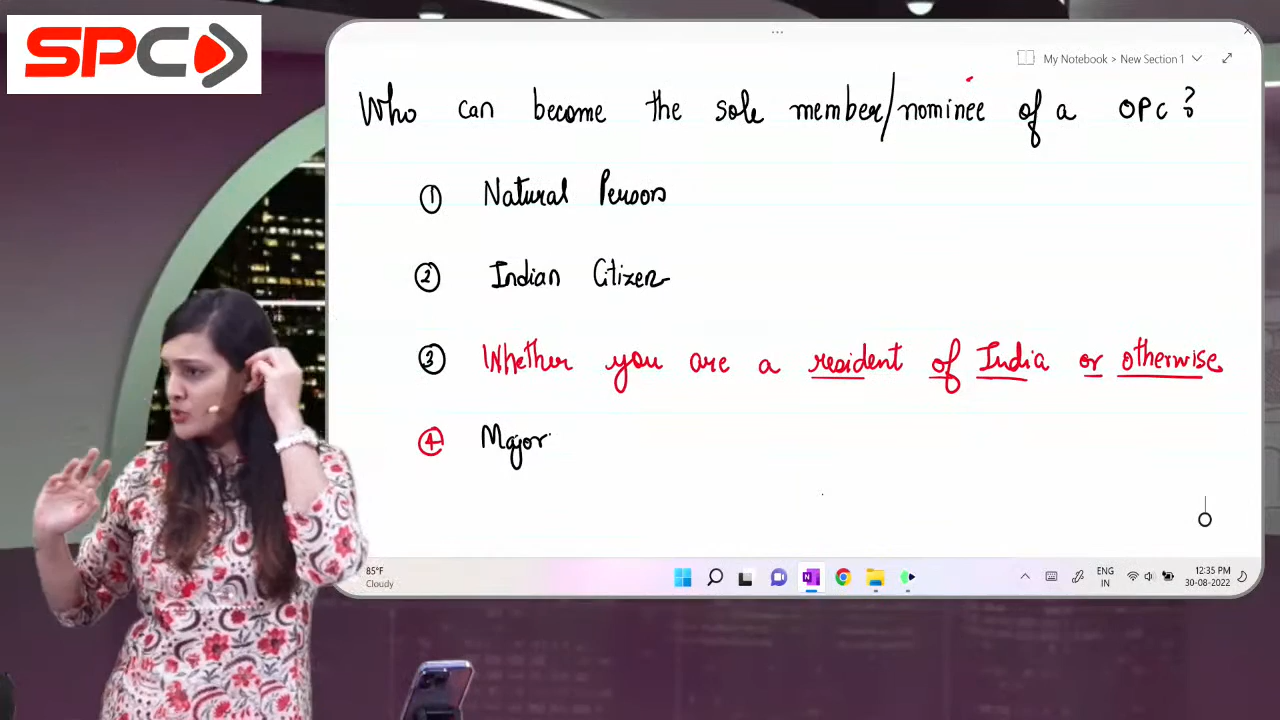 SPC
My Notebook > New Section 1
Who can become the sole member/nominee of a OPC?
① Natural Person
② Indian Citizen
③ Whether you are a resident of India or otherwise
④ Major
85°F
Cloudy
ENG
IN
12:35 PM
30-08-2022